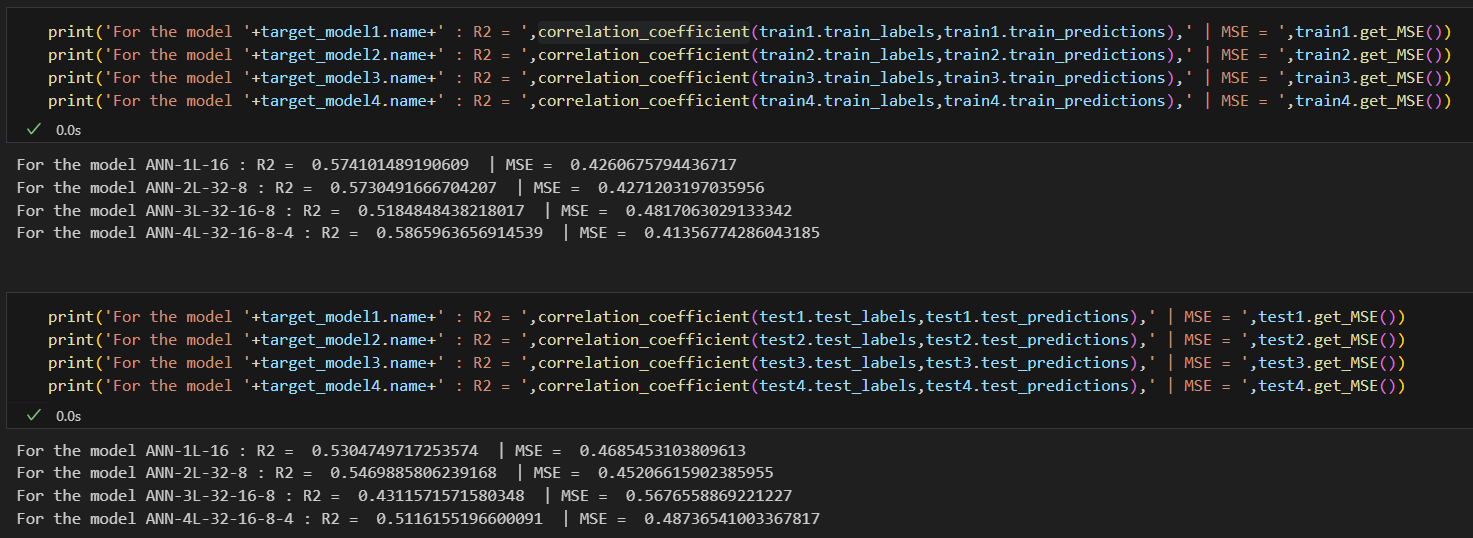 print('For the model '+target_model1.name+' : R2 = ',correlation_coefficient(train1.train_labels,train1.train_predictions),' | MSE = ',train1.get_MSE())
print('For the model '+target_model2.name+' : R2 = ',correlation_coefficient(train2.train_labels,train2.train_predictions),' | MSE = ',train2.get_MSE())
print('For the model '+target_model3.name+' : R2 = ',correlation_coefficient(train3.train_labels,train3.train_predictions),' | MSE = ',train3.get_MSE())
print('For the model '+target_model4.name+' : R2 = ',correlation_coefficient(train4.train_labels,train4.train_predictions),' | MSE = ',train4.get_MSE())
✓ 0.0s
For the model ANN-1L-16 : R2 =  0.574101489190609  | MSE =  0.4260675794436717
For the model ANN-2L-32-8 : R2 =  0.5730491666704207  | MSE =  0.4271203197035956
For the model ANN-3L-32-16-8 : R2 =  0.5184848438218017  | MSE =  0.4817063029133342
For the model ANN-4L-32-16-8-4 : R2 =  0.5865963656914539  | MSE =  0.41356774286043185
print('For the model '+target_model1.name+' : R2 = ',correlation_coefficient(test1.test_labels,test1.test_predictions),' | MSE = ',test1.get_MSE())
print('For the model '+target_model2.name+' : R2 = ',correlation_coefficient(test2.test_labels,test2.test_predictions),' | MSE = ',test2.get_MSE())
print('For the model '+target_model3.name+' : R2 = ',correlation_coefficient(test3.test_labels,test3.test_predictions),' | MSE = ',test3.get_MSE())
print('For the model '+target_model4.name+' : R2 = ',correlation_coefficient(test4.test_labels,test4.test_predictions),' | MSE = ',test4.get_MSE())
✓ 0.0s
For the model ANN-1L-16 : R2 =  0.5304749717253574  | MSE =  0.4685453103809613
For the model ANN-2L-32-8 : R2 =  0.5469885806239168  | MSE =  0.45206615902385955
For the model ANN-3L-32-16-8 : R2 =  0.4311571571580348  | MSE =  0.5676558869221227
For the model ANN-4L-32-16-8-4 : R2 =  0.5116155196600091  | MSE =  0.48736541003367817